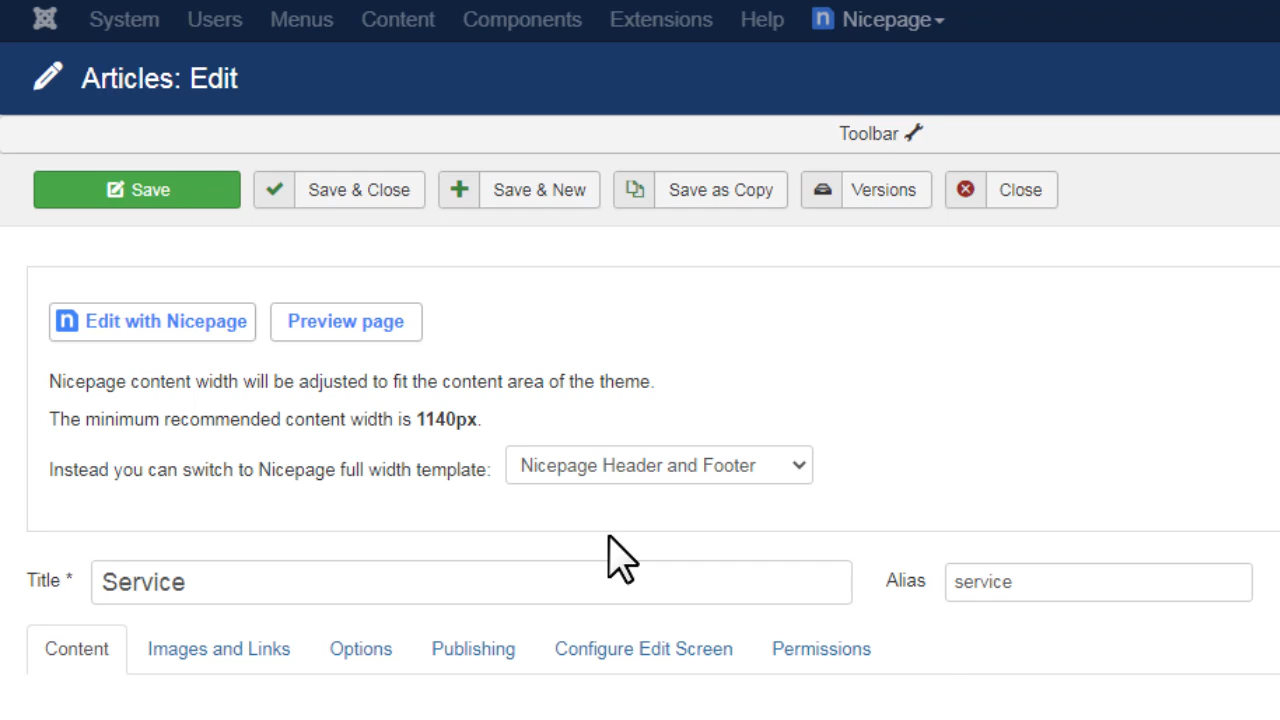 System Users Menus Content Components Extensions Help n Nicepage
Articles: Edit
Toolbar
Save Save & Close Save & New Save as Copy Versions Close
n Edit with Nicepage Preview page
Nicepage content width will be adjusted to fit the content area of the theme.
The minimum recommended content width is 1140px.
Instead you can switch to Nicepage full width template: Nicepage Header and Footer
Title * Service Alias service
Content Images and Links Options Publishing Configure Edit Screen Permissions